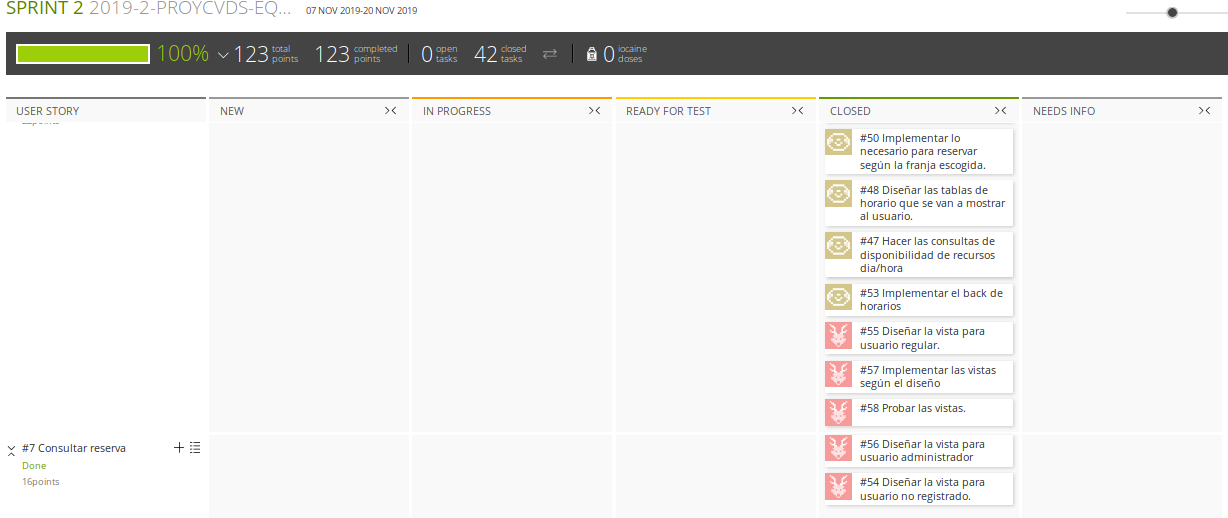 SPRINT 2 2019-2-PROYCVDS-EQ... 07 NOV 2019-20 NOV 2019
100% 123 total points 123 completed points 0 open tasks 42 closed tasks 0 iocaine doses
USER STORY NEW IN PROGRESS READY FOR TEST CLOSED NEEDS INFO
#50 Implementar lo
necesario para reservar
según la franja escogida.
#48 Diseñar las tablas de
horario que se van a mostrar
al usuario.
#47 Hacer las consultas de
disponibilidad de recursos
dia/hora
#53 Implementar el back de
horarios
#55 Diseñar la vista para
usuario regular.
#57 Implementar las vistas
según el diseño
#58 Probar las vistas.
#7 Consultar reserva
Done
16points
#56 Diseñar la vista para
usuario administrador
#54 Diseñar la vista para
usuario no registrado.